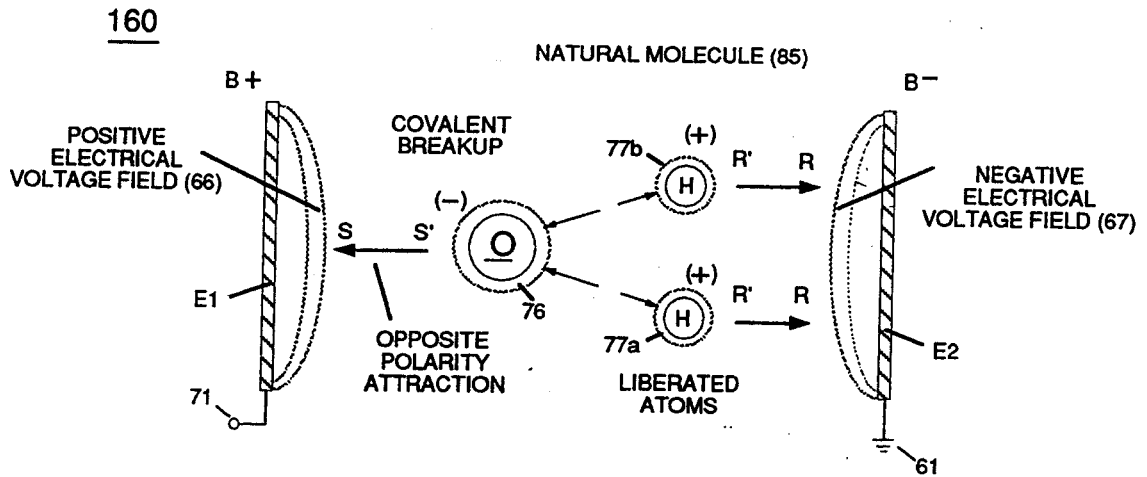 160
NATURAL MOLECULE (85)
B+
B-
POSITIVE
ELECTRICAL
VOLTAGE FIELD (66)
COVALENT
BREAKUP
77b
(+)
H
R'
R
NEGATIVE
ELECTRICAL
VOLTAGE FIELD (67)
(-)
S
S'
O
76
E1
(+)
H
R'
R
77a
E2
OPPOSITE
POLARITY
ATTRACTION
LIBERATED
ATOMS
71
61